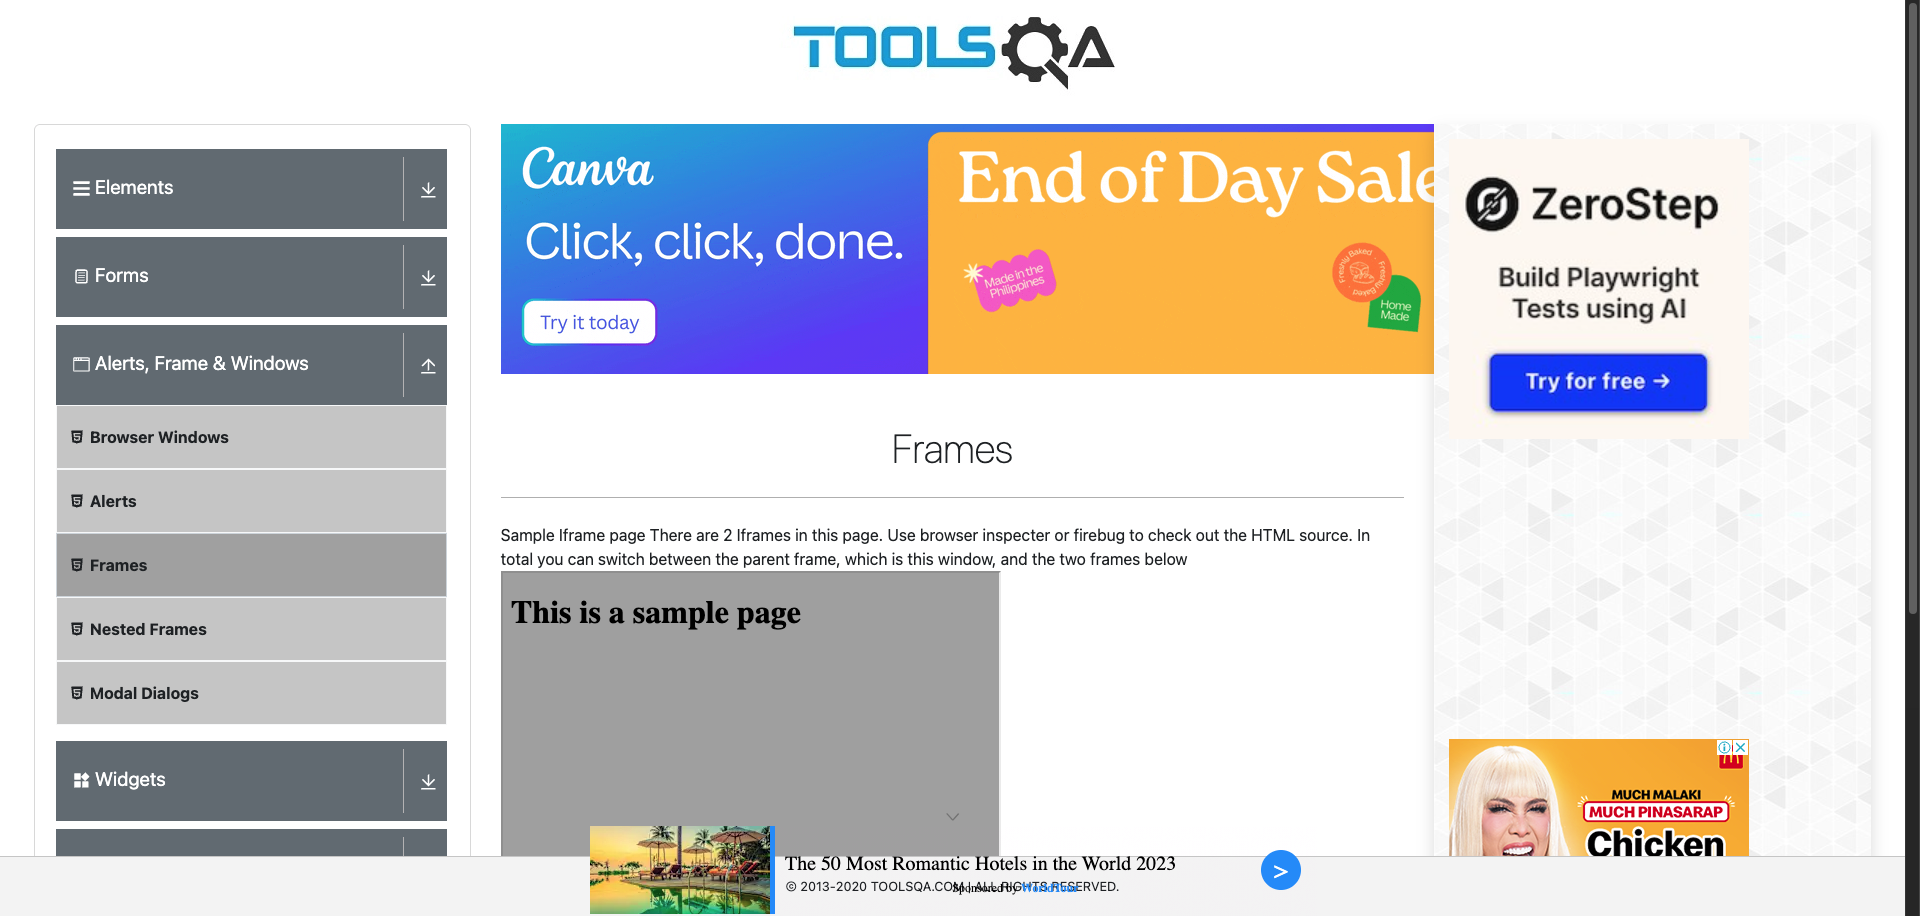 TOOLSQA
Elements
Forms
Alerts, Frame & Windows
Browser Windows
Alerts
Frames
Nested Frames
Modal Dialogs
Widgets
Canva
Click, click, done.
Try it today
End of Day Sale
Made in the
Philippines
Freshly Baked · Freshly Baked
Home
Made
Frames
Sample Iframe page There are 2 Iframes in this page. Use browser inspecter or firebug to check out the HTML source. In
total you can switch between the parent frame, which is this window, and the two frames below
This is a sample page
ZeroStep
Build Playwright
Tests using AI
Try for free →
MUCH MALAKI
MUCH PINASARAP
Chicken
The 50 Most Romantic Hotels in the World 2023
© 2013-2020 TOOLSQA.COM | ALL RIGHTS RESERVED.
Sponsored by